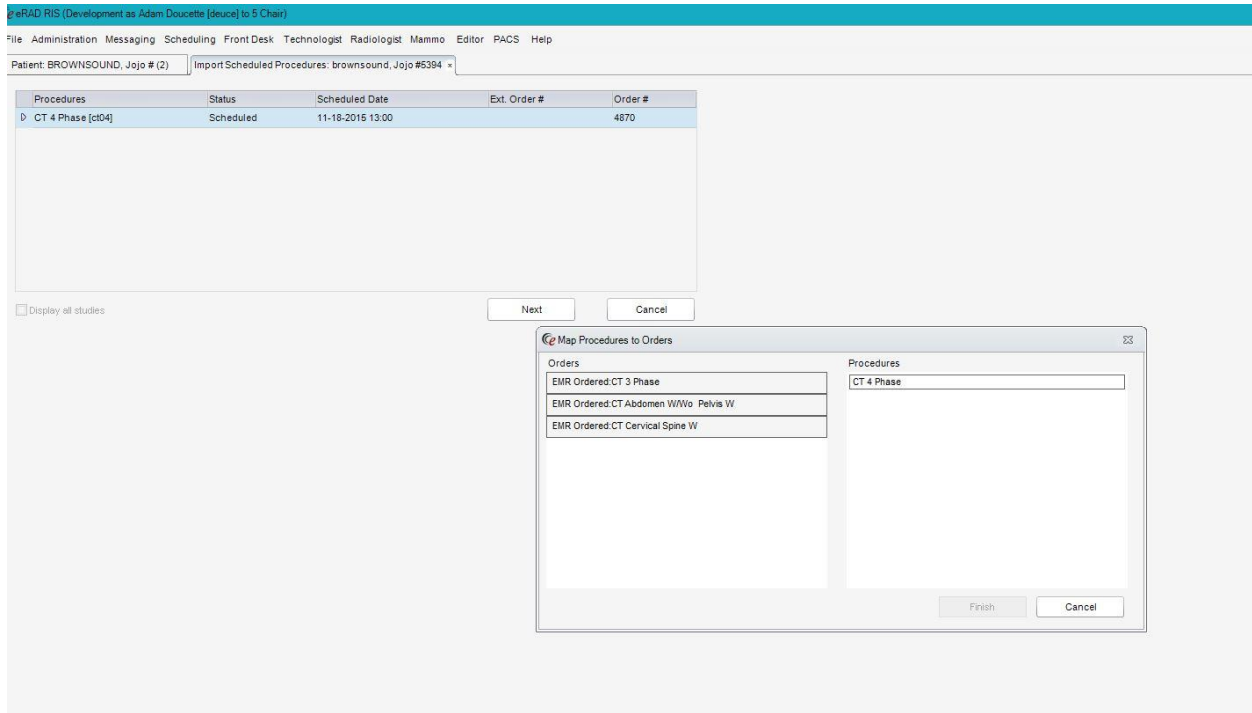 eRAD RIS (Development as Adam Doucette [deuce] to 5 Chair)
File Administration Messaging Scheduling Front Desk Technologist Radiologist Mammo Editor PACS Help
Patient: BROWNSOUND, Jojo # (2) Import Scheduled Procedures: brownsound, Jojo #5394 ×
Procedures Status Scheduled Date Ext. Order # Order #
CT 4 Phase [ct04] Scheduled 11-18-2015 13:00 4870
Display all studies Next Cancel
Map Procedures to Orders
Orders Procedures
EMR Ordered:CT 3 Phase CT 4 Phase
EMR Ordered:CT Abdomen W/Wo Pelvis W
EMR Ordered:CT Cervical Spine W
Finish Cancel